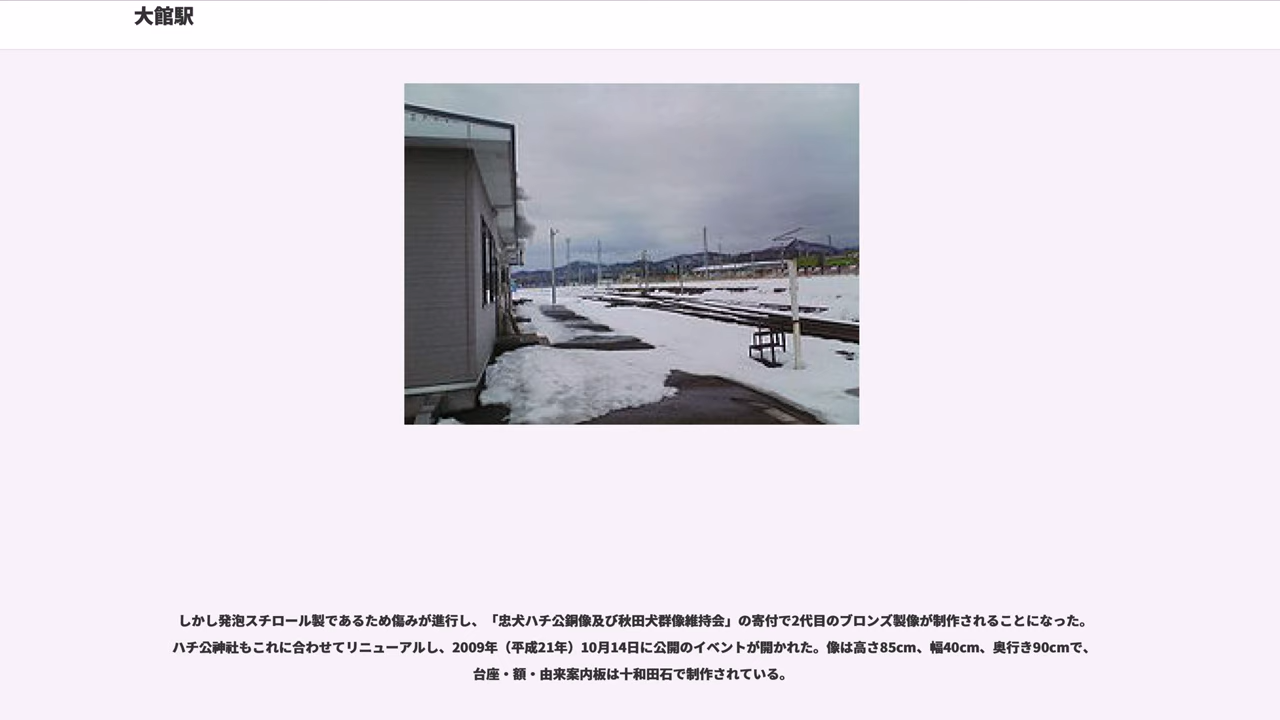 大館駅
しかし発泡スチロール製であるため傷みが進行し、「忠犬ハチ公銅像及び秋田犬群像維持会」の寄付で2代目のブロンズ製像が制作されることになった。
ハチ公神社もこれに合わせてリニューアルし、2009年（平成21年）10月14日に公開のイベントが開かれた。像は高さ85cm、幅40cm、奥行き90cmで、
台座・額・由来案内板は十和田石で制作されている。